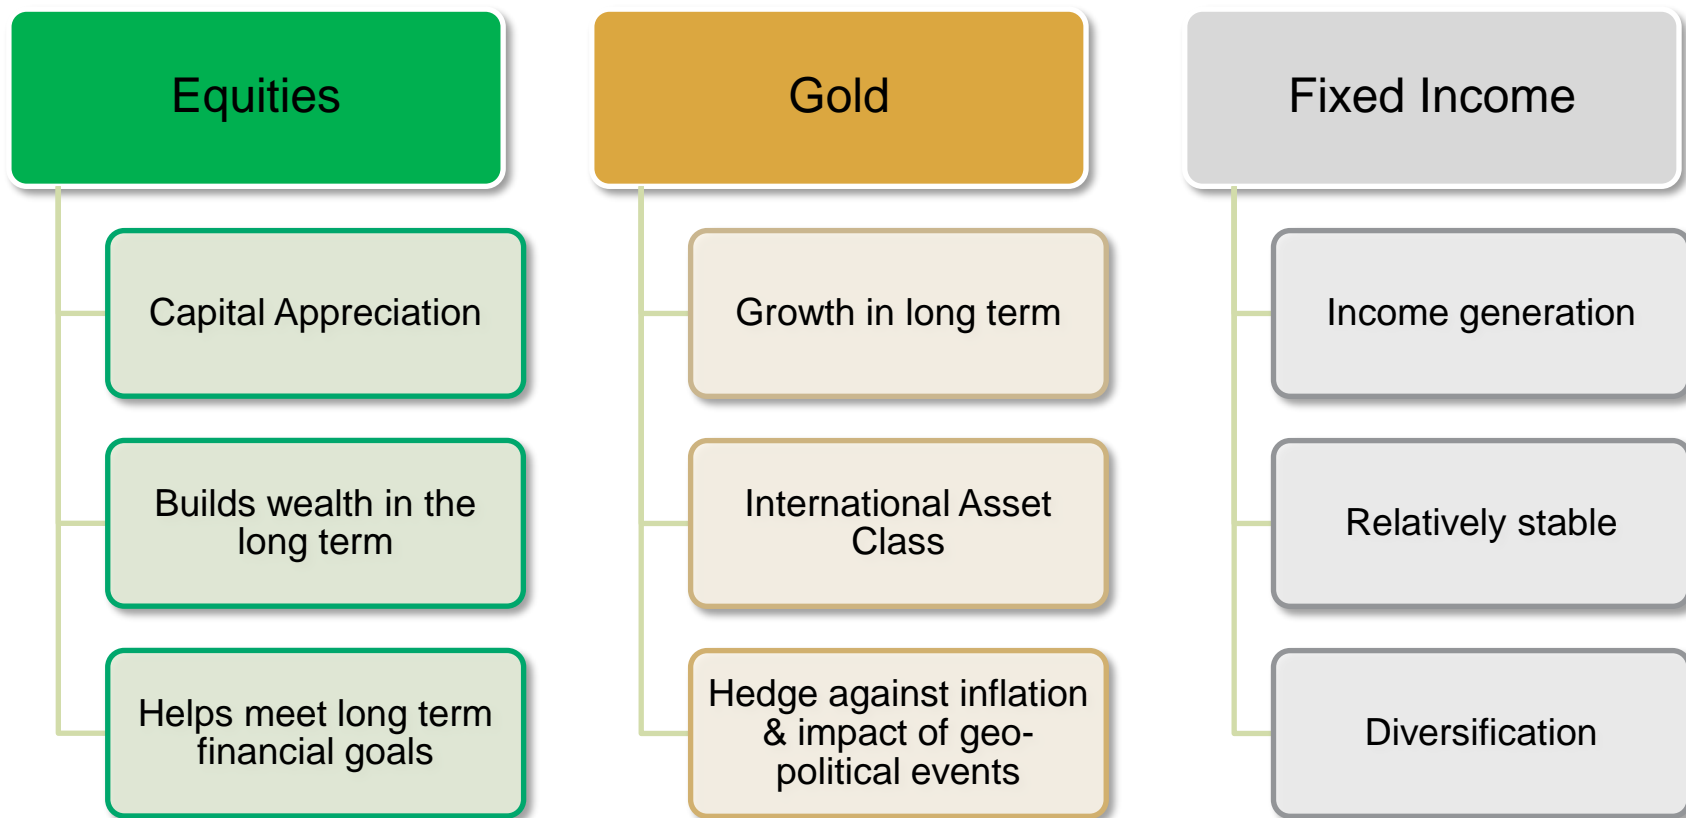 Equities
Capital Appreciation
Builds wealth in the
long term
Helps meet long term
financial goals
Gold
Growth in long term
International Asset
Class
Hedge against inflation
& impact of geo-
political events
Fixed Income
Income generation
Relatively stable
Diversification